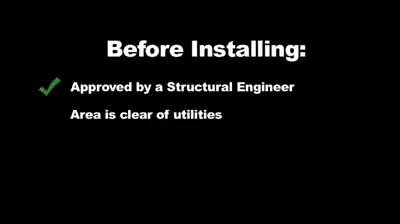 Before Installing:
Approved by a Structural Engineer
Area is clear of utilities